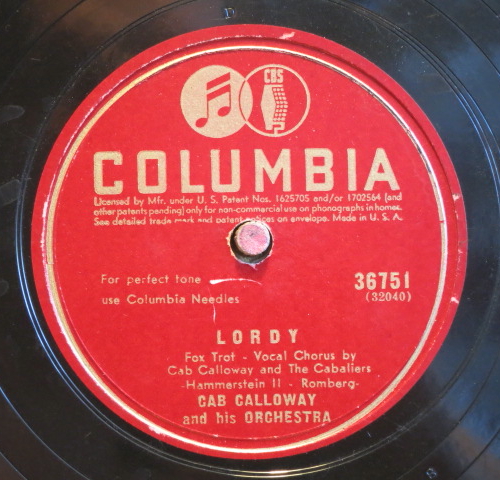 CBS
COLUMBIA
Licensed by Mfr. under U. S. Patent Nos. 1625705 and/or 1702564 (and
other patents pending) only for non-commercial use on phonographs in homes.
See detailed trade mark and patent notices on envelope. Made in U. S. A.
For perfect tone
use Columbia Needles
36751
(32040)
LORDY
Fox Trot - Vocal Chorus by
Cab Calloway and The Cabaliers
-Hammerstein II - Romberg-
CAB CALLOWAY
and his ORCHESTRA